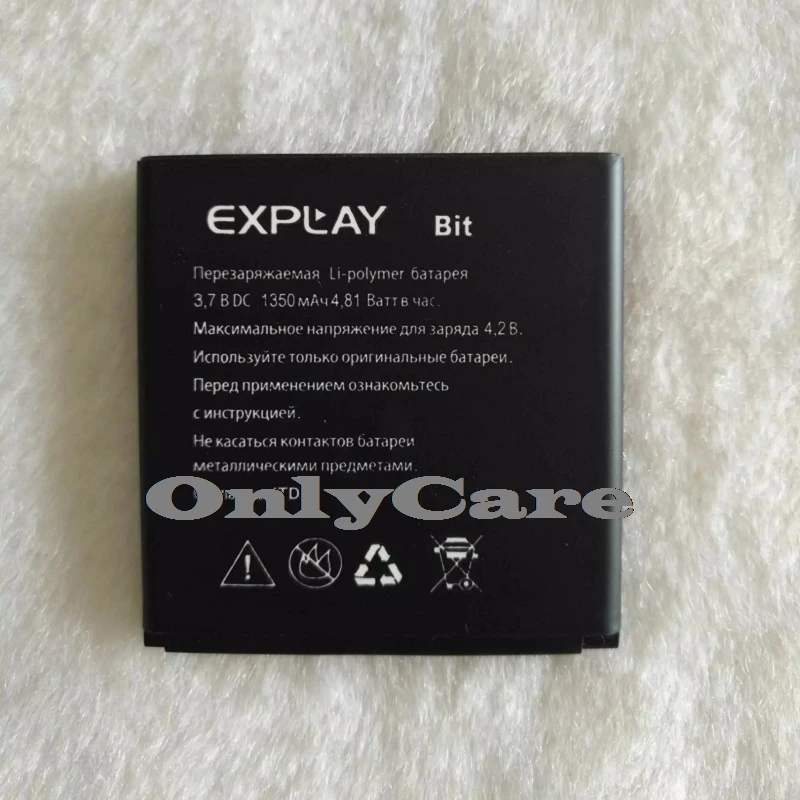 EXPLAY Bit
Перезаряжаемая Li-polymer батарея
3,7 В DC 1350 мАч 4,81 Ватт в час.
Максимальное напряжение для заряда 4,2 В.
Используйте только оригинальные батареи.
Перед применением ознакомьтесь
с инструкцией.
Не касаться контактов батареи
металлическими предметами.
OnlyCare